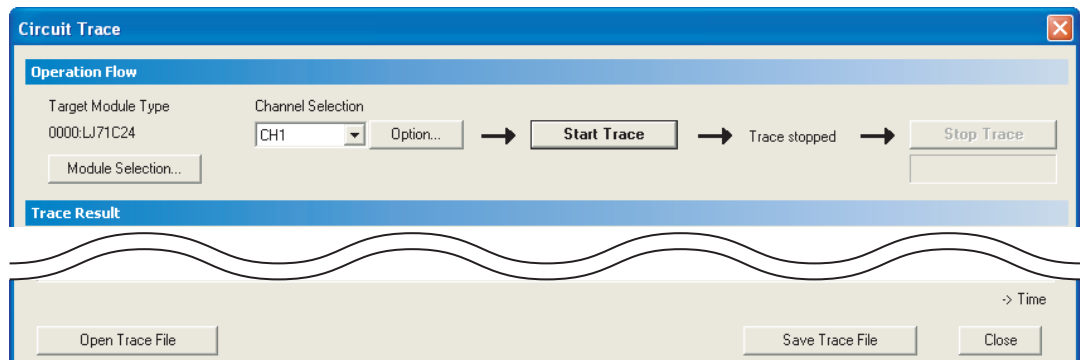 Circuit Trace
Operation Flow
Target Module Type Channel Selection
0000:LJ71C24 CH1 Option... Start Trace Trace stopped Stop Trace
Module Selection...
Trace Result
-> Time
Open Trace File Save Trace File Close